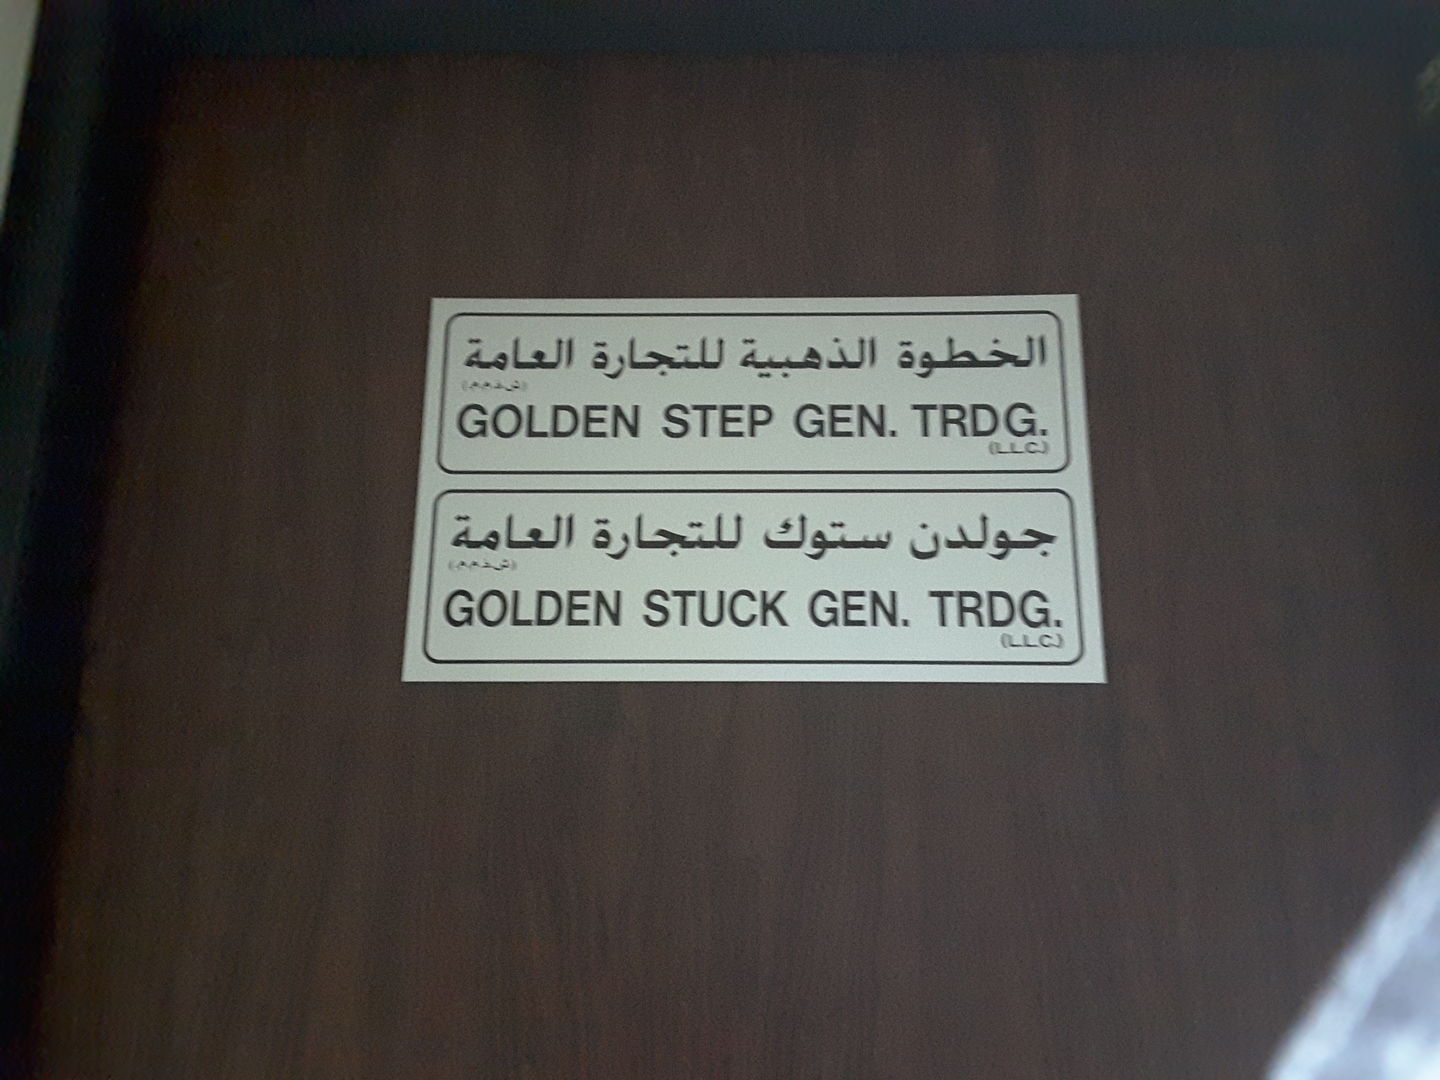 الخطوة الذهبية للتجارة العامة
(ش.ذ.م.م)
GOLDEN STEP GEN. TRDG.
(L.L.C.)
جولدن ستوك للتجارة العامة
(ش.ذ.م.م)
GOLDEN STUCK GEN. TRDG.
(L.L.C.)